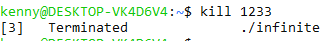 kenny@DESKTOP-VK4D6V4:~$ kill 1233
[3]   Terminated              ./infinite